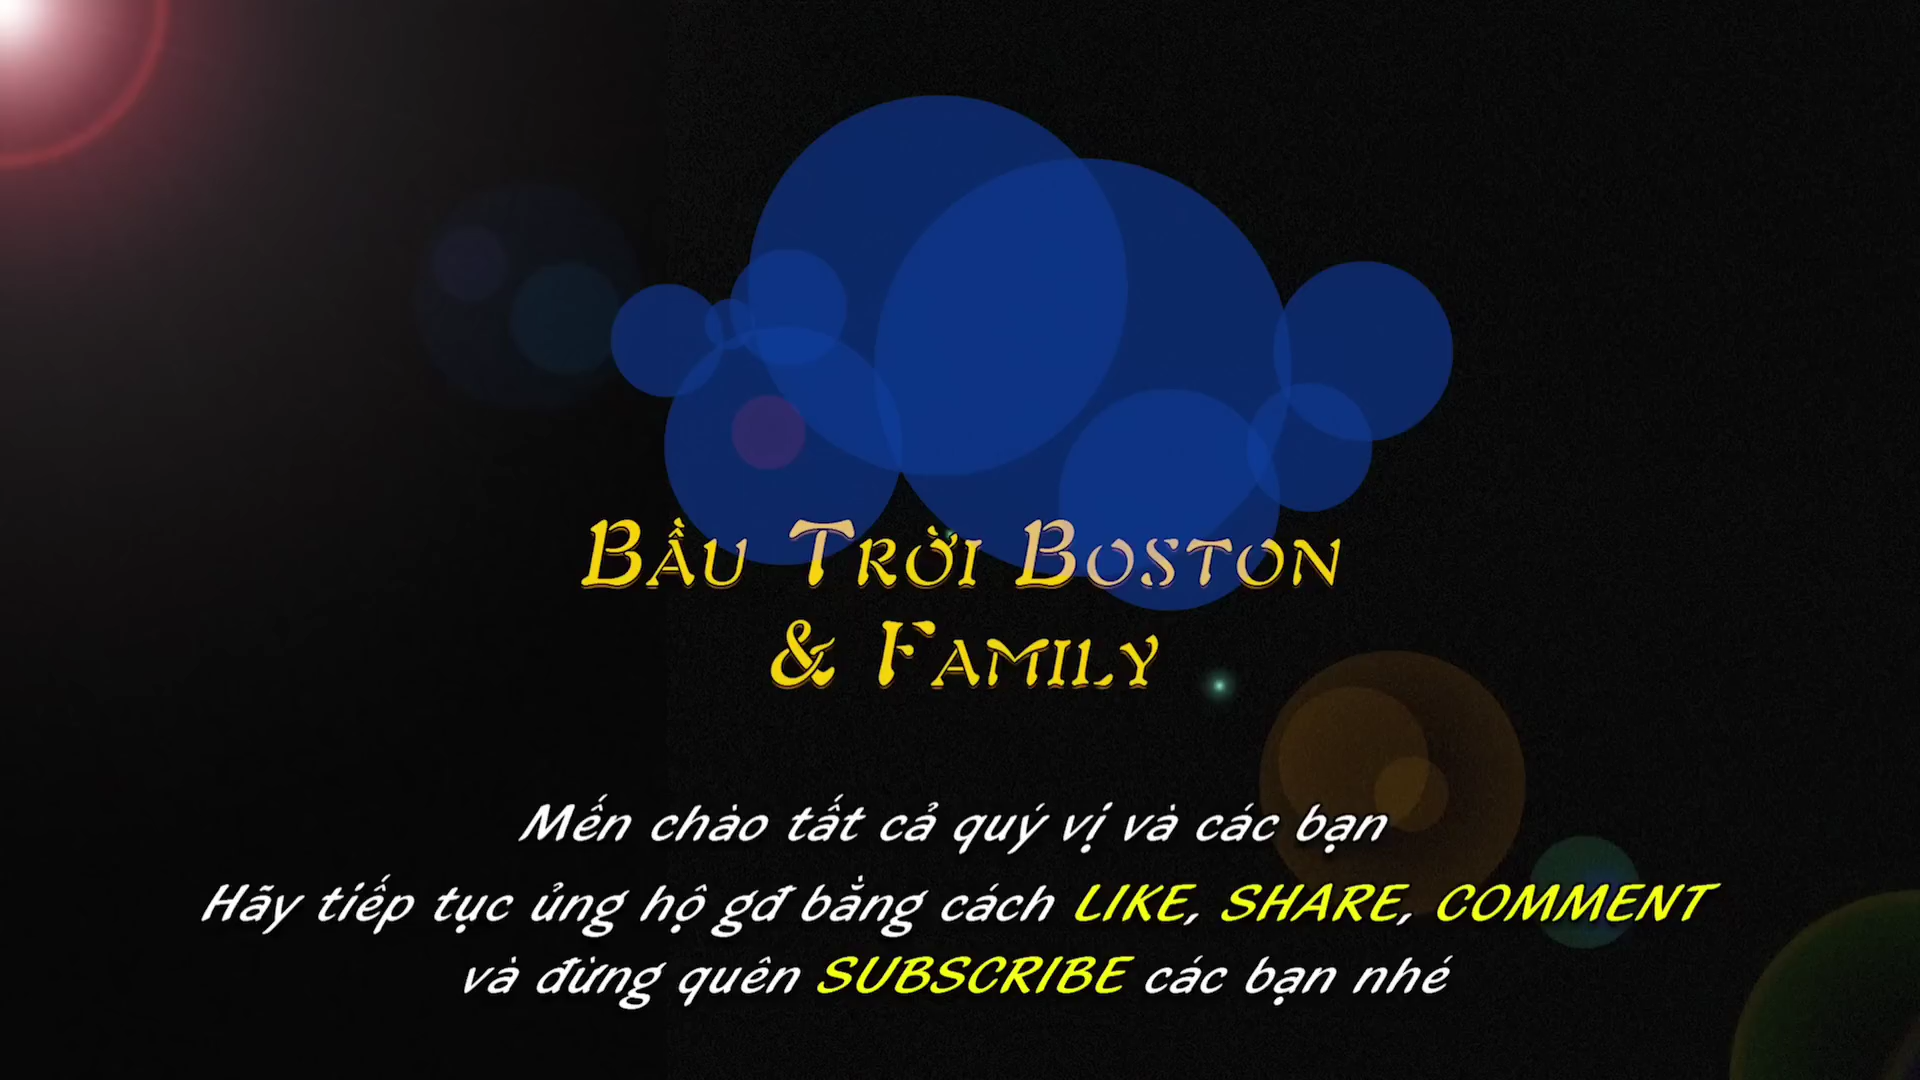 BẦU TRỜI BOSTON
& FAMILY
Mến chào tất cả quý vị và các bạn
Hãy tiếp tục ủng hộ gđ bằng cách LIKE, SHARE, COMMENT
và đừng quên SUBSCRIBE các bạn nhé